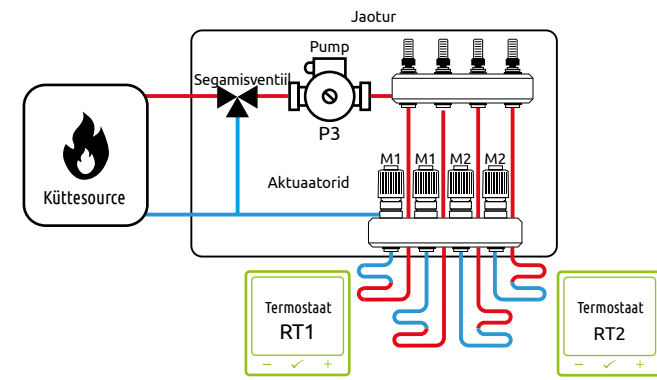 Jaotur
Pump
Segamisventiil
P3
Küttesource
Aktuaatorid
M1 M1 M2 M2
Termostaat
RT1
Termostaat
RT2